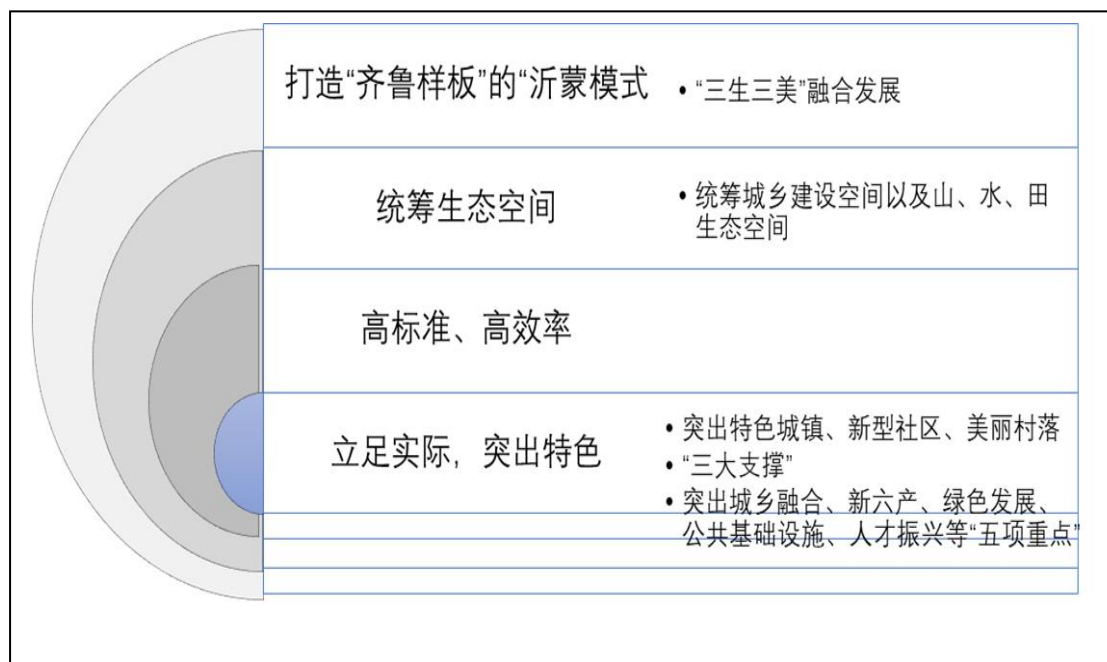 打造“齐鲁样板”的“沂蒙模式
• “三生三美”融合发展
统筹生态空间
• 统筹城乡建设空间以及山、水、田
生态空间
高标准、高效率
立足实际，突出特色
• 突出特色城镇、新型社区、美丽村落
• “三大支撑”
• 突出城乡融合、新六产、绿色发展、
公共基础设施、人才振兴等“五项重点”